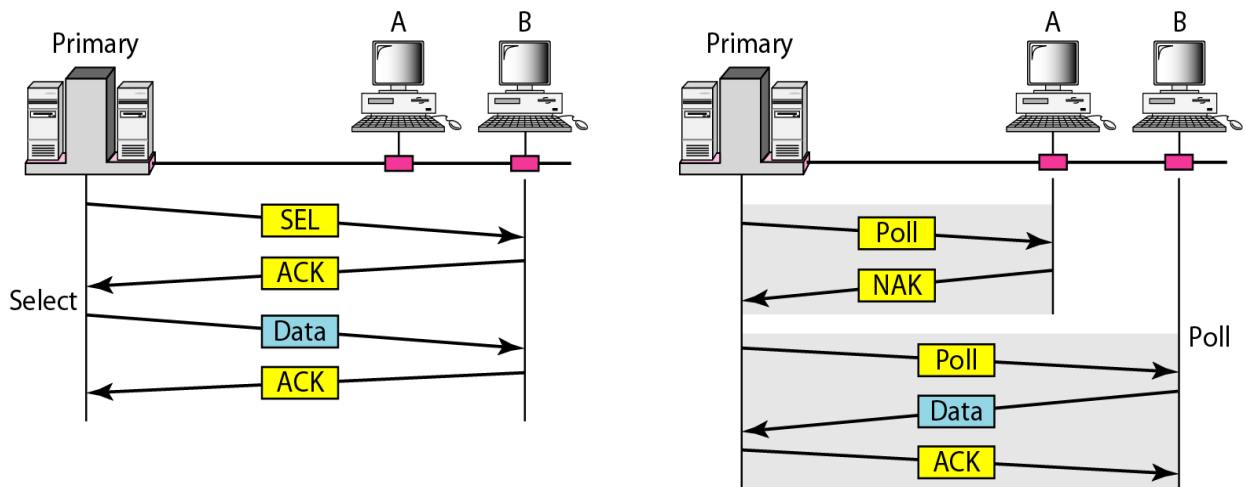 Primary
A
B
SEL
ACK
Select
Data
ACK
Primary
A
B
Poll
NAK
Poll
Poll
Data
ACK